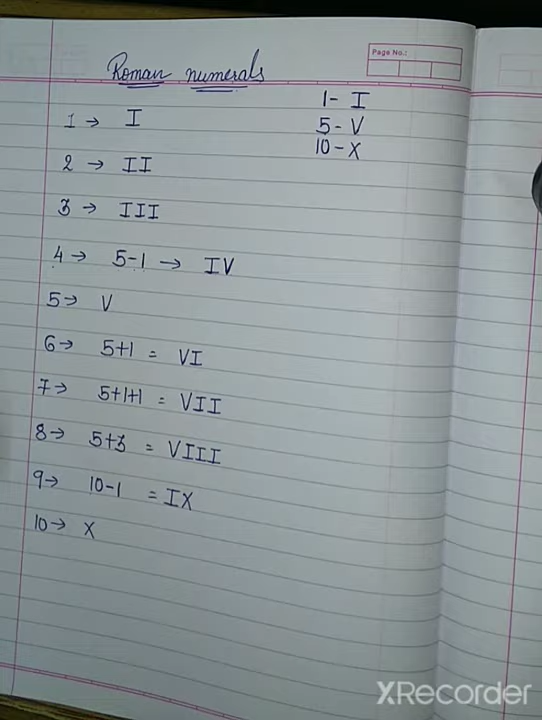 Page No.:
Roman numerals
1- I
5- V
10- X
1 → I
2 → II
3 → III
4 → 5-1 → IV
5 → V
6 → 5+1 = VI
7 → 5+1+1 = VII
8 → 5+3 = VIII
9 → 10-1 = IX
10 → X
XRecorder